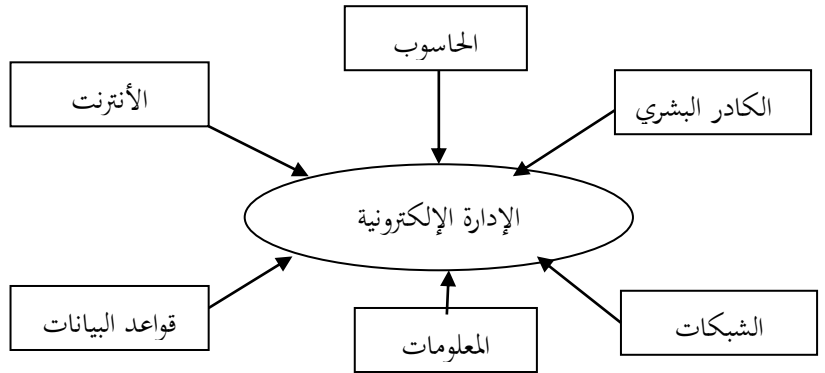 الحاسوب
الكادر البشري
الأنترنت
الإدارة الإلكترونية
الشبكات
المعلومات
قواعد البيانات